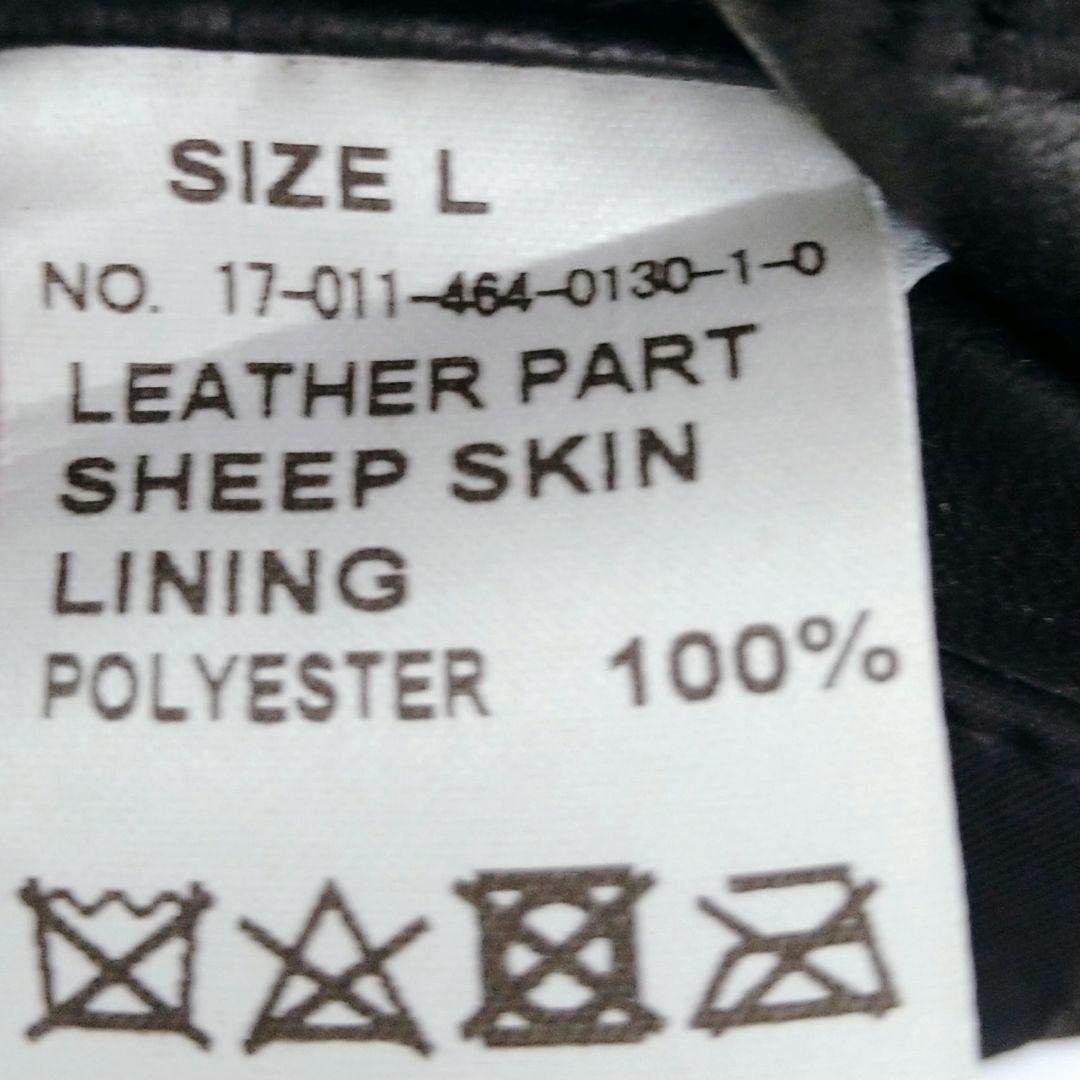 SIZE L
NO. 17-011-464-0130-1-0
LEATHER PART
SHEEP SKIN
LINING
POLYESTER 100%